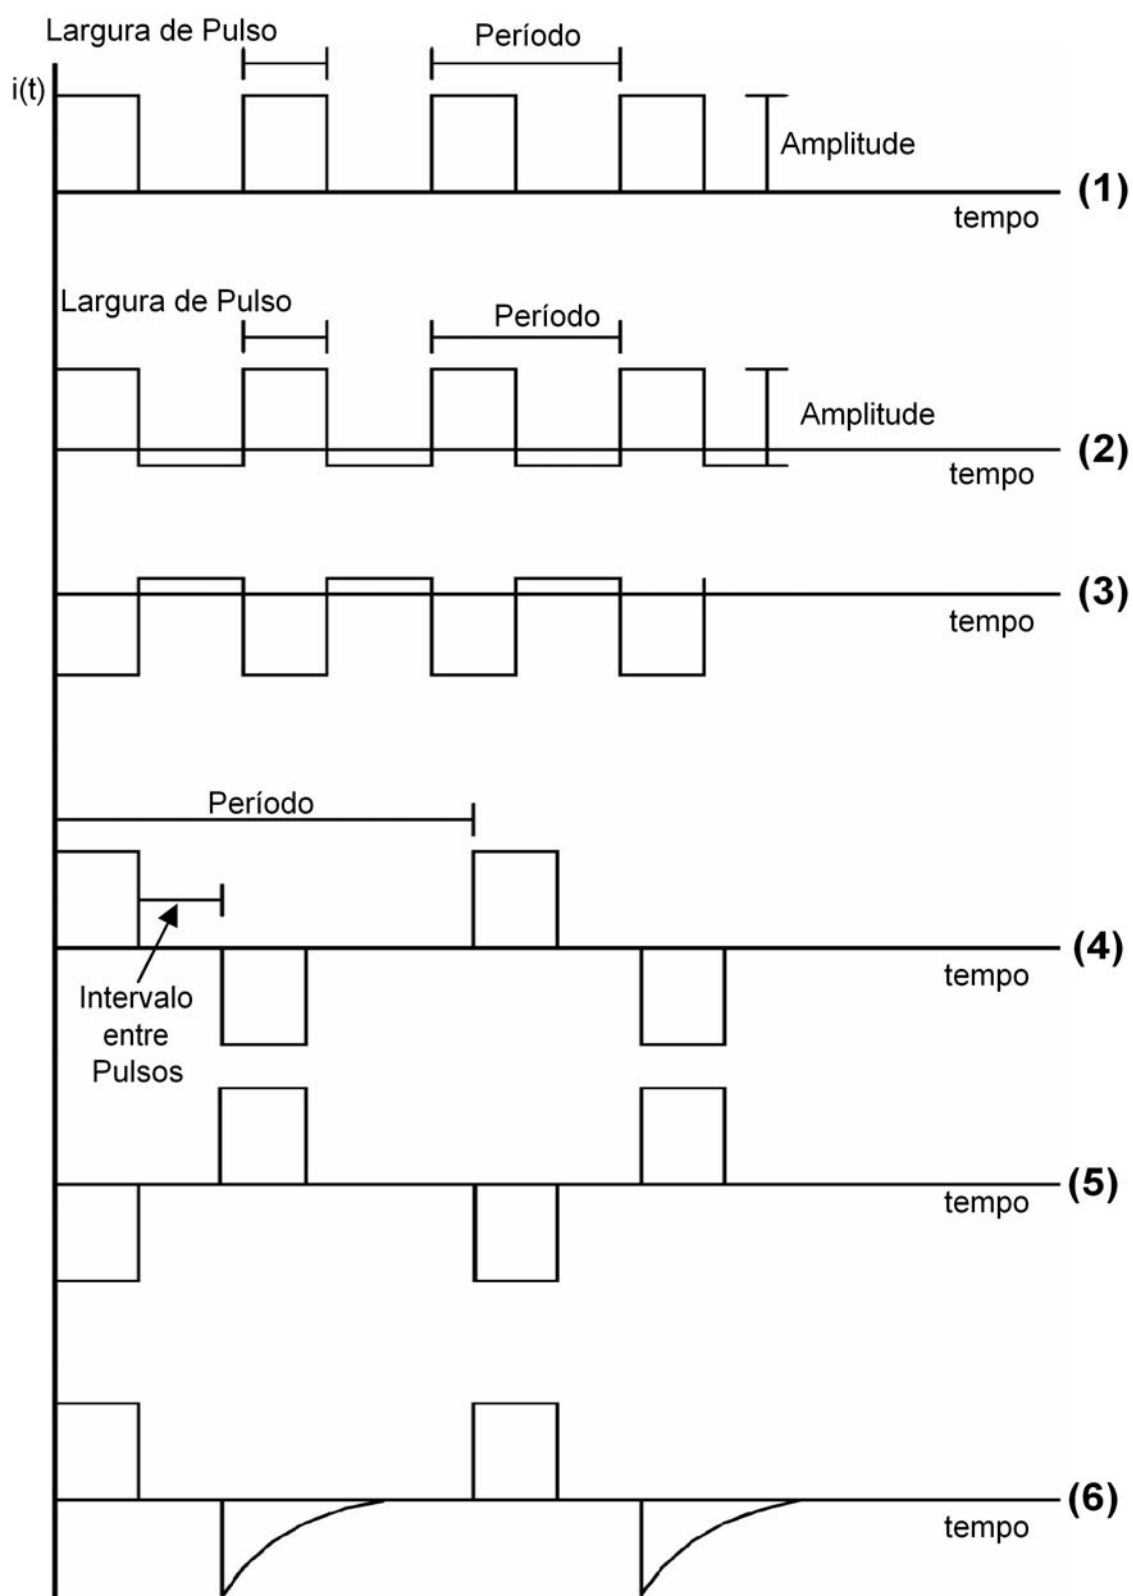 Largura de Pulso
Período
i(t)
Amplitude
(1)
tempo
Largura de Pulso
Período
Amplitude
(2)
tempo
(3)
tempo
Período
(4)
tempo
Intervalo
entre
Pulsos
(5)
tempo
(6)
tempo